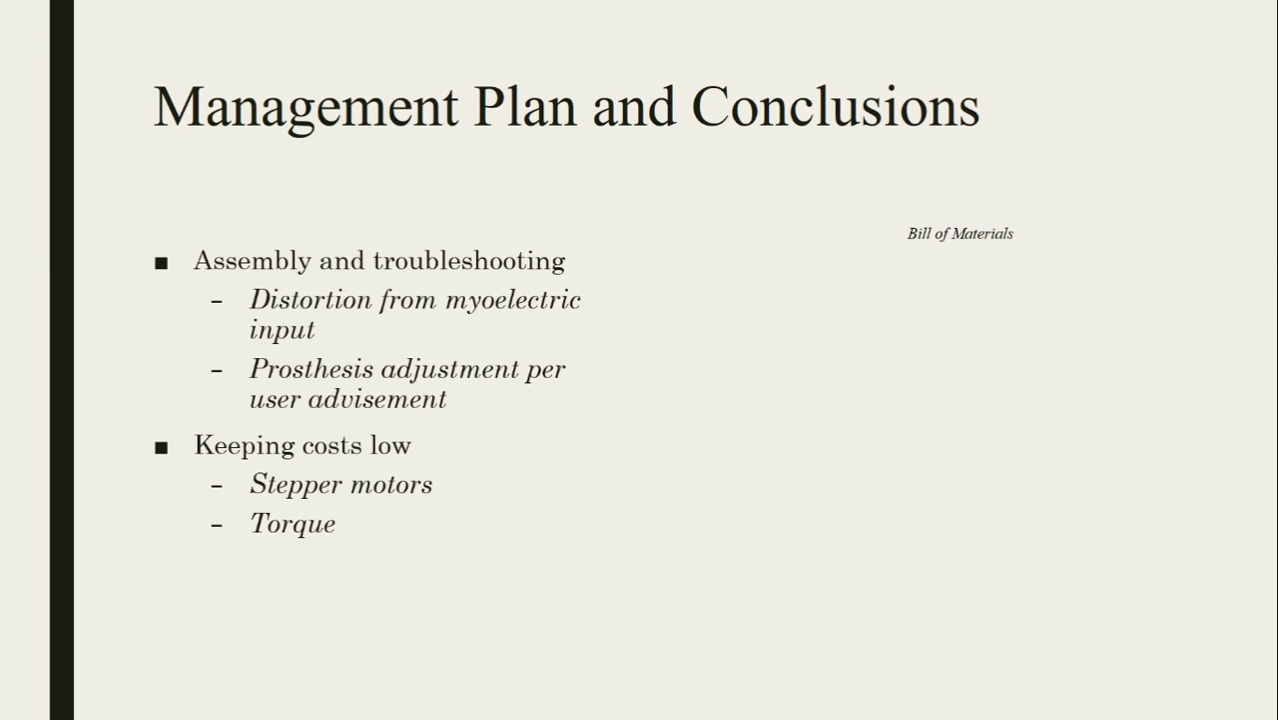 Management Plan and Conclusions
Bill of Materials
■ Assembly and troubleshooting
– Distortion from myoelectric
input
– Prosthesis adjustment per
user advisement
■ Keeping costs low
– Stepper motors
– Torque